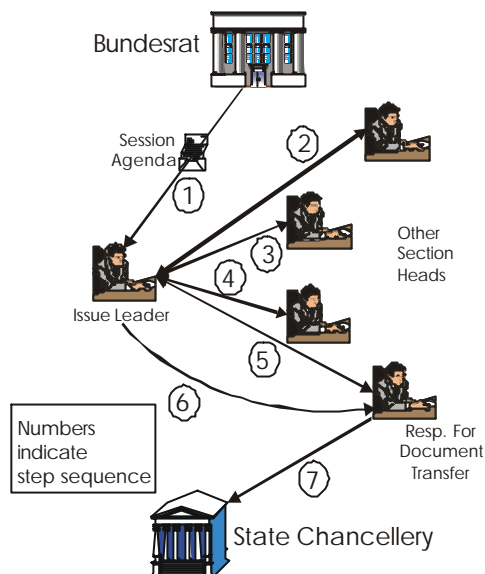 Bundesrat
Session
Agenda
1
2
3
Other
Section
Heads
4
Issue Leader
5
6
Numbers
indicate
step sequence
Resp. For
Document
Transfer
7
State Chancellery